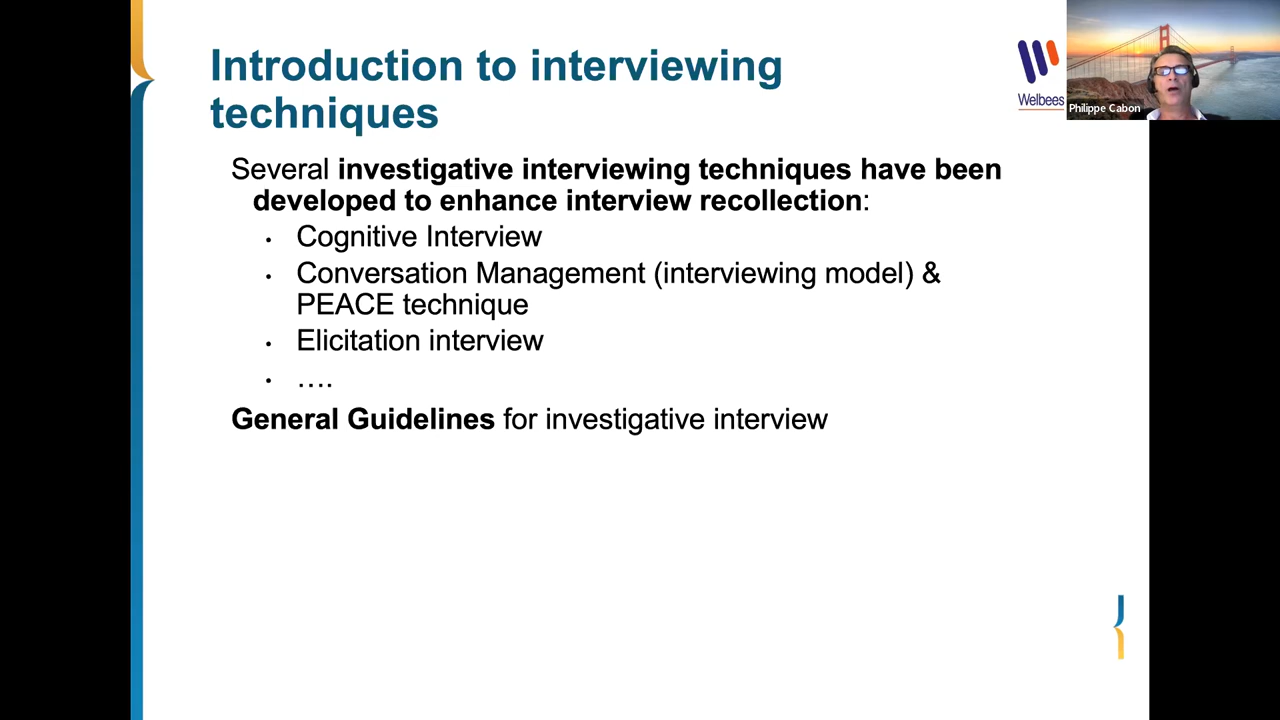 Introduction to interviewing
techniques
Welbees
Philippe Cabon
Several investigative interviewing techniques have been
developed to enhance interview recollection:
• Cognitive Interview
• Conversation Management (interviewing model) &
PEACE technique
• Elicitation interview
• ….
General Guidelines for investigative interview